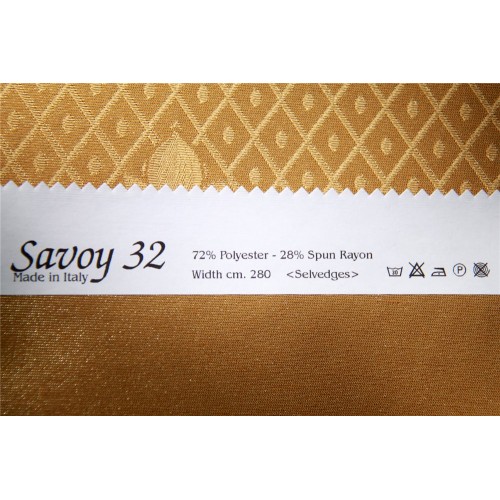 Savoy 32
Made in Italy
72% Polyester - 28% Spun Rayon
Width cm. 280 <Selvedges>
P